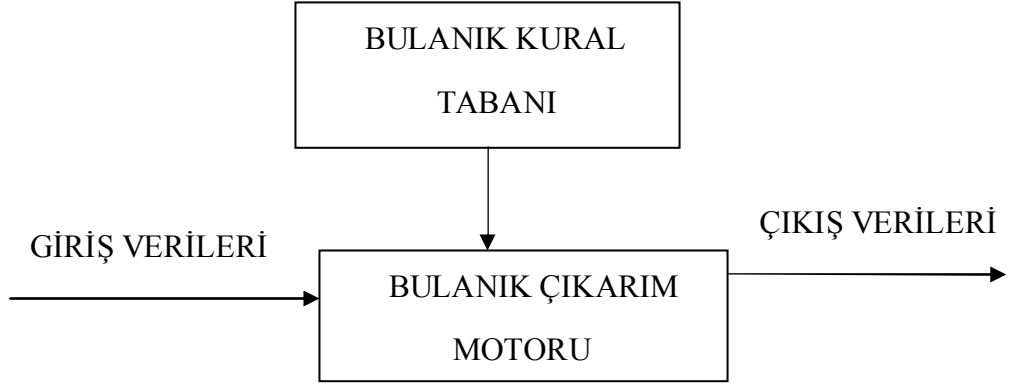 BULANIK KURAL
TABANI
GİRİŞ VERİLERİ
ÇIKIŞ VERİLERİ
BULANIK ÇIKARIM
MOTORU